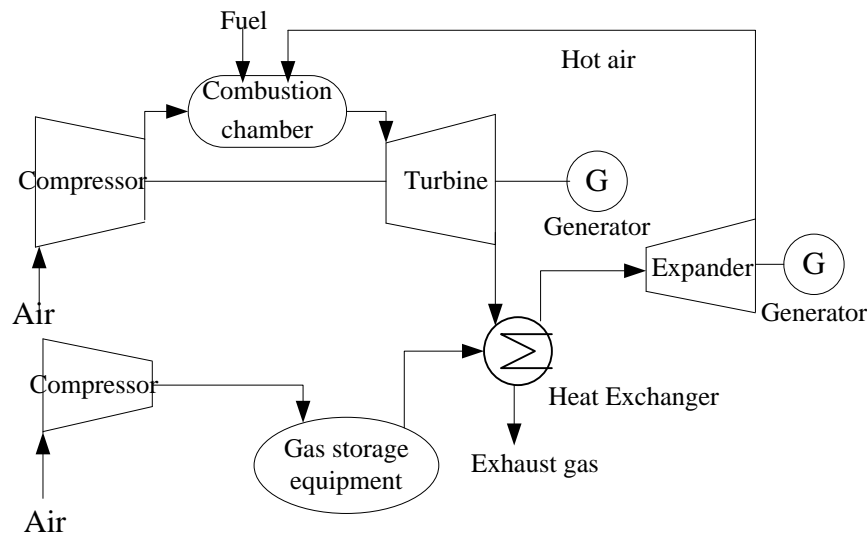 Fuel
Hot air
Combustion
chamber
Compressor
Turbine
G
Generator
Expander
G
Generator
Air
Compressor
Heat Exchanger
Gas storage
equipment
Exhaust gas
Air